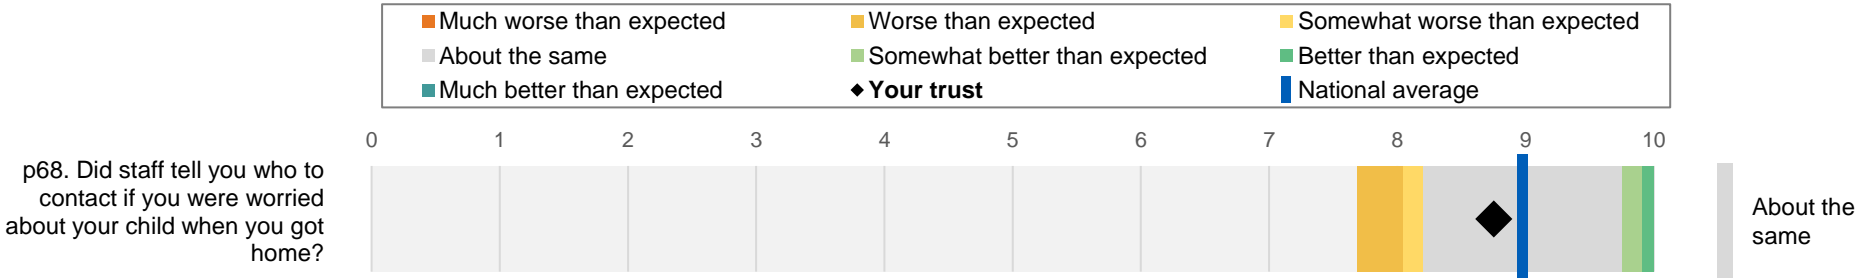 Much worse than expected
Worse than expected
Somewhat worse than expected
About the same
Somewhat better than expected
Better than expected
Much better than expected
Your trust
National average
0 1 2 3 4 5 6 7 8 9 10
p68. Did staff tell you who to
contact if you were worried
about your child when you got
home?
About the
same